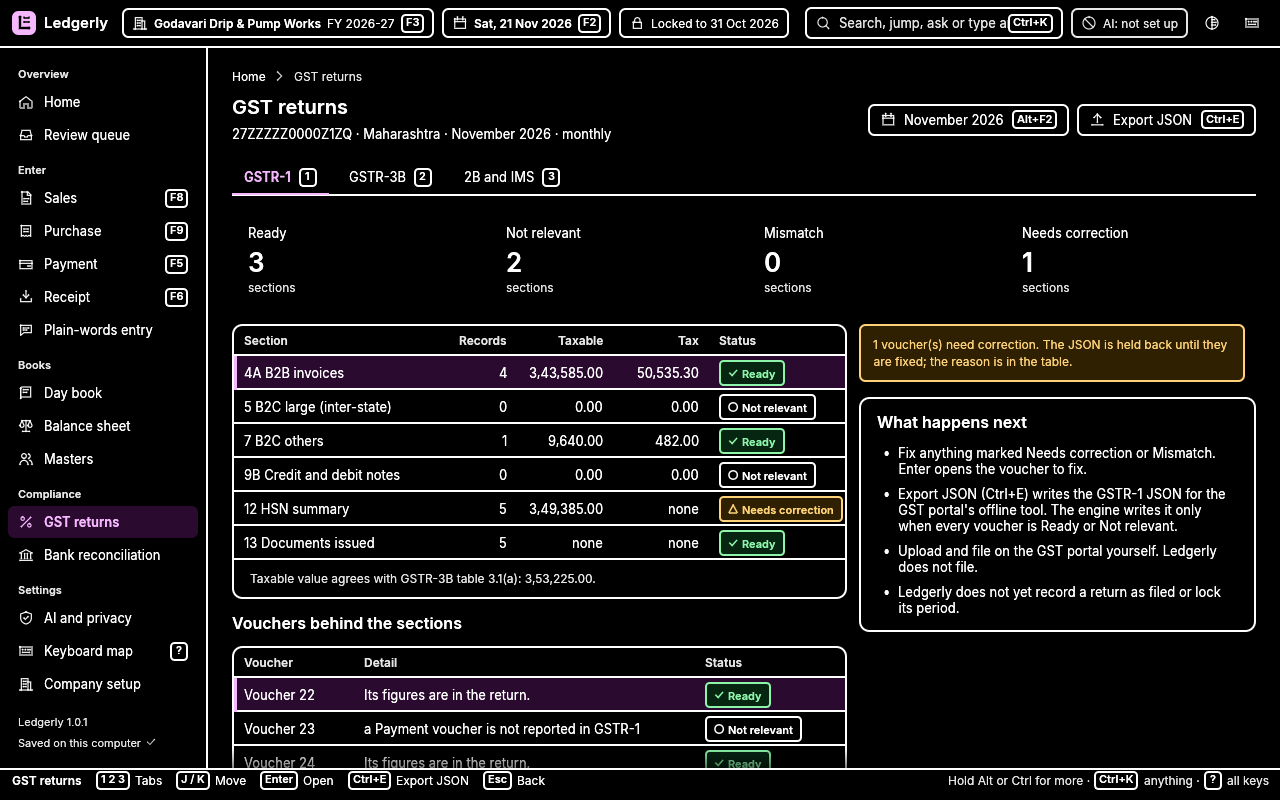 Ledgerly
Godavari Drip & Pump Works FY 2026-27 F3
Sat, 21 Nov 2026 F2
Locked to 31 Oct 2026
Search, jump, ask or type a Ctrl+K
AI: not set up
Overview
Home
Review queue
Enter
Sales F8
Purchase F9
Payment F5
Receipt F6
Plain-words entry
Books
Day book
Balance sheet
Masters
Compliance
GST returns
Bank reconciliation
Settings
AI and privacy
Keyboard map ?
Company setup
Ledgerly 1.0.1
Saved on this computer
Home > GST returns
GST returns
27ZZZZZ0000Z1ZQ · Maharashtra · November 2026 · monthly
November 2026 Alt+F2
Export JSON Ctrl+E
GSTR-1 1 GSTR-3B 2 2B and IMS 3
Ready Not relevant Mismatch Needs correction
3 2 0 1
sections sections sections sections
Section Records Taxable Tax Status
4A B2B invoices 4 3,43,585.00 50,535.30 Ready
5 B2C large (inter-state) 0 0.00 0.00 Not relevant
7 B2C others 1 9,640.00 482.00 Ready
9B Credit and debit notes 0 0.00 0.00 Not relevant
12 HSN summary 5 3,49,385.00 none Needs correction
13 Documents issued 5 none none Ready
Taxable value agrees with GSTR-3B table 3.1(a): 3,53,225.00.
Vouchers behind the sections
Voucher Detail Status
Voucher 22 Its figures are in the return. Ready
Voucher 23 a Payment voucher is not reported in GSTR-1 Not relevant
Voucher 24 Its figures are in the return. Ready
1 voucher(s) need correction. The JSON is held back until they
are fixed; the reason is in the table.
What happens next
• Fix anything marked Needs correction or Mismatch.
Enter opens the voucher to fix.
• Export JSON (Ctrl+E) writes the GSTR-1 JSON for the
GST portal's offline tool. The engine writes it only
when every voucher is Ready or Not relevant.
• Upload and file on the GST portal yourself. Ledgerly
does not file.
• Ledgerly does not yet record a return as filed or lock
its period.
GST returns 1 2 3 Tabs J / K Move Enter Open Ctrl+E Export JSON Esc Back
Hold Alt or Ctrl for more · Ctrl+K anything · ? all keys